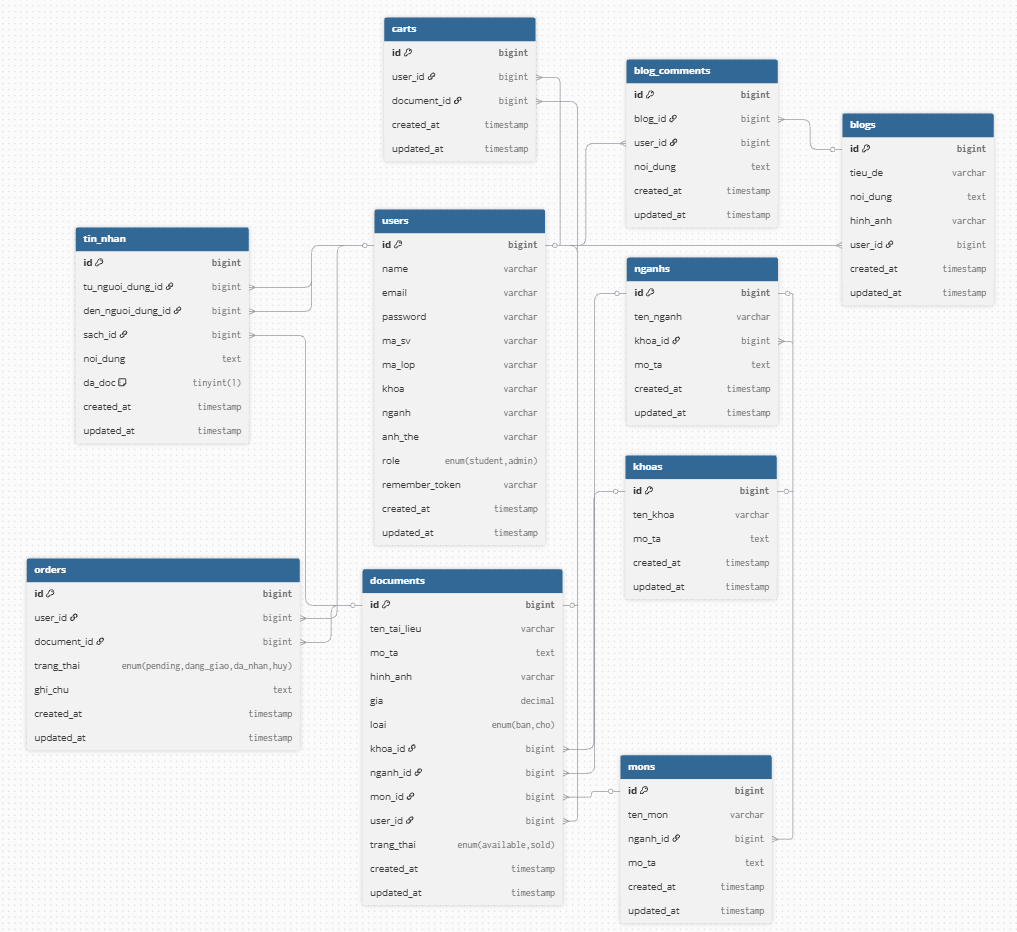 carts
id bigint
user_id bigint
document_id bigint
created_at timestamp
updated_at timestamp
blog_comments
id bigint
blog_id bigint
user_id bigint
noi_dung text
created_at timestamp
updated_at timestamp
blogs
id bigint
tieu_de varchar
noi_dung text
hinh_anh varchar
user_id bigint
created_at timestamp
updated_at timestamp
users
id bigint
name varchar
email varchar
password varchar
ma_sv varchar
ma_lop varchar
khoa varchar
nganh varchar
anh_the varchar
role enum(student,admin)
remember_token varchar
created_at timestamp
updated_at timestamp
tin_nhan
id bigint
tu_nguoi_dung_id bigint
den_nguoi_dung_id bigint
sach_id bigint
noi_dung text
da_doc tinyint(1)
created_at timestamp
updated_at timestamp
nganhs
id bigint
ten_nganh varchar
khoa_id bigint
mo_ta text
created_at timestamp
updated_at timestamp
khoas
id bigint
ten_khoa varchar
mo_ta text
created_at timestamp
updated_at timestamp
orders
id bigint
user_id bigint
document_id bigint
trang_thai enum(pending,dang_giao,da_nhan,huy)
ghi_chu text
created_at timestamp
updated_at timestamp
documents
id bigint
ten_tai_lieu varchar
mo_ta text
hinh_anh varchar
gia decimal
loai enum(ban,cho)
khoa_id bigint
nganh_id bigint
mon_id bigint
user_id bigint
trang_thai enum(available,sold)
created_at timestamp
updated_at timestamp
mons
id bigint
ten_mon varchar
nganh_id bigint
mo_ta text
created_at timestamp
updated_at timestamp